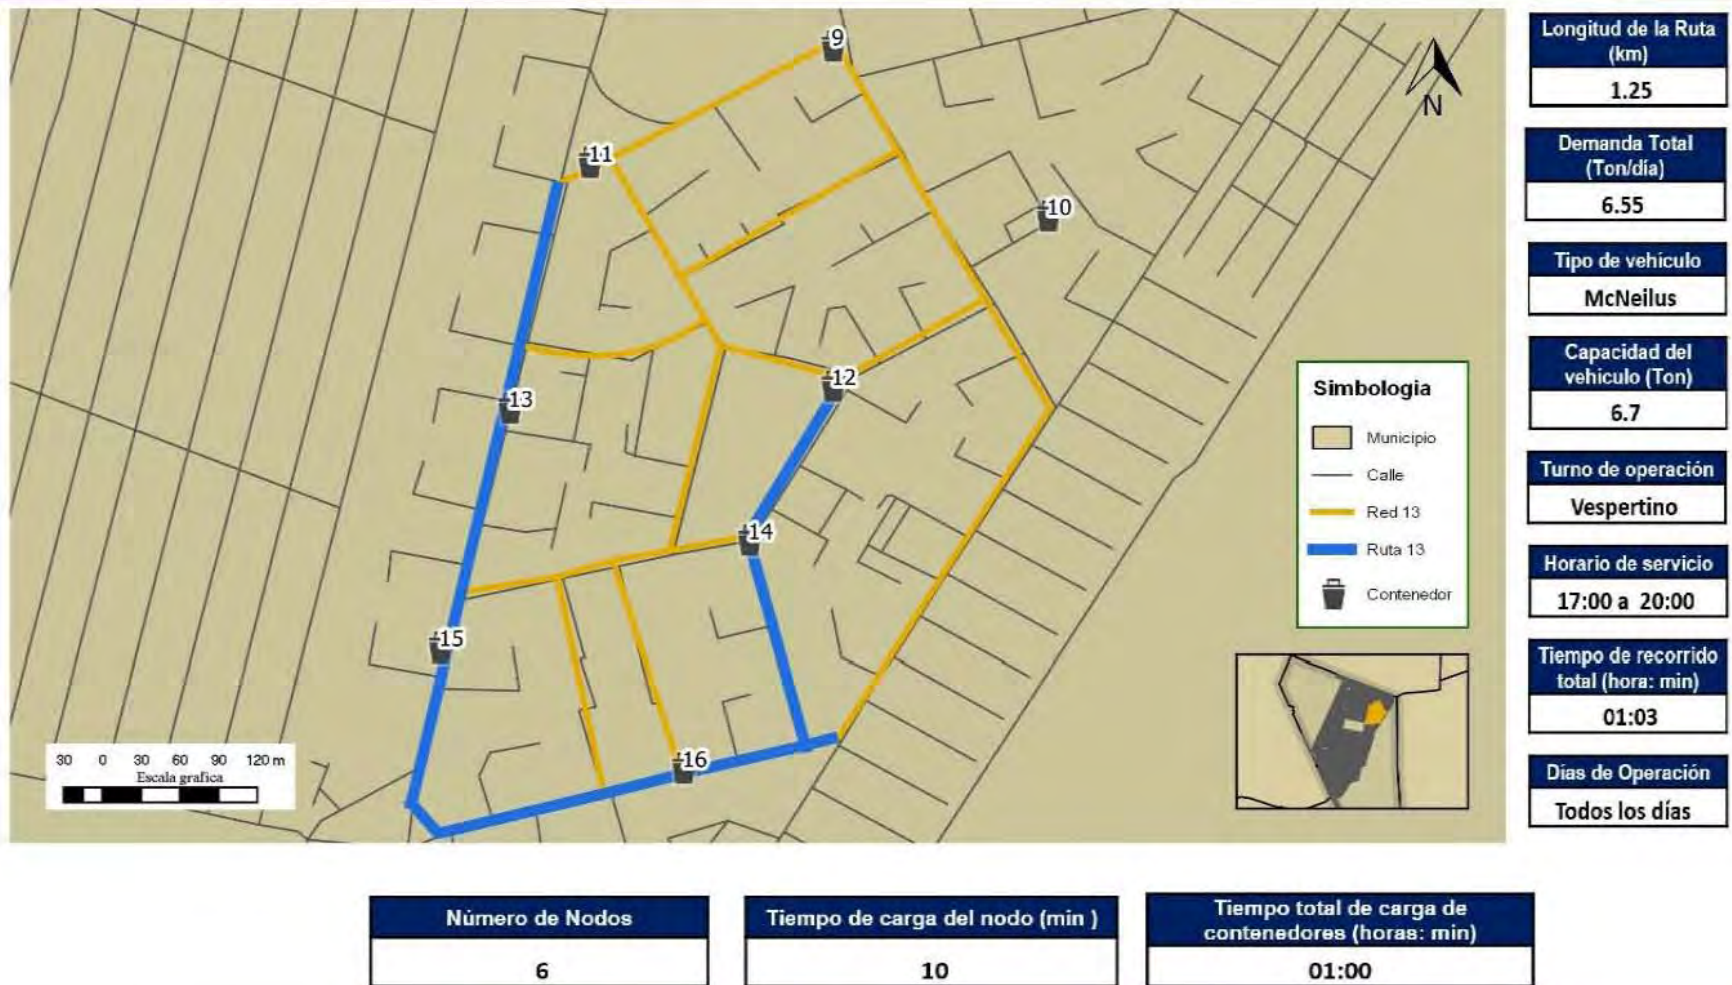 9
11
10
12
13
14
15
16
N
30 0 30 60 90 120 m
Escala grafica
Simbologia
Municipio
Calle
Red 13
Ruta 13
Contenedor
Longitud de la Ruta
(km)
1.25
Demanda Total
(Ton/día)
6.55
Tipo de vehiculo
McNeilus
Capacidad del
vehiculo (Ton)
6.7
Turno de operación
Vespertino
Horario de servicio
17:00 a 20:00
Tiempo de recorrido
total (hora: min)
01:03
Dias de Operación
Todos los días
Número de Nodos
6
Tiempo de carga del nodo (min )
10
Tiempo total de carga de
contenedores (horas: min)
01:00